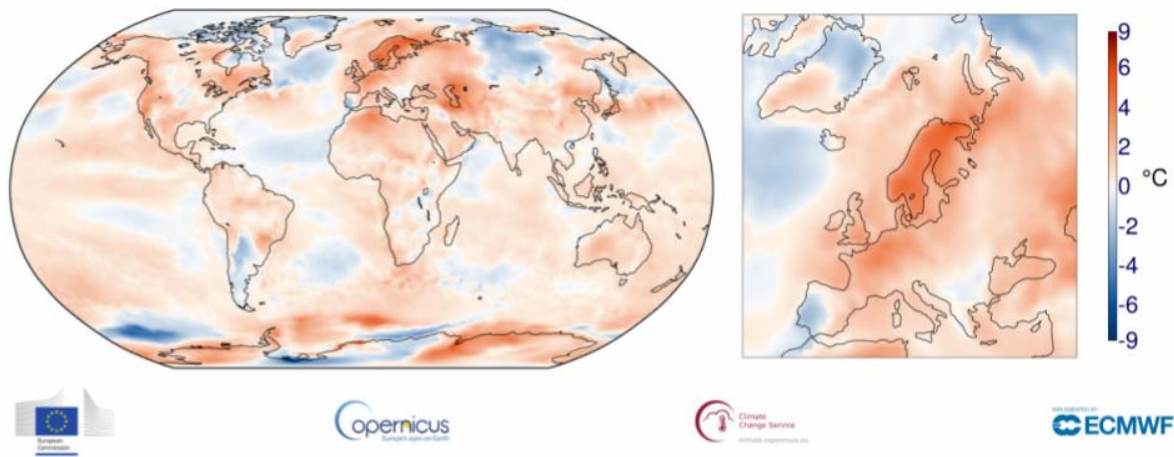 9
6
4
2
0
-2
-4
-6
-9
°C
European
Commission
Copernicus
Europe's eyes on Earth
Climate
Change Service
climate.copernicus.eu
IMPLEMENTED BY
ECMWF